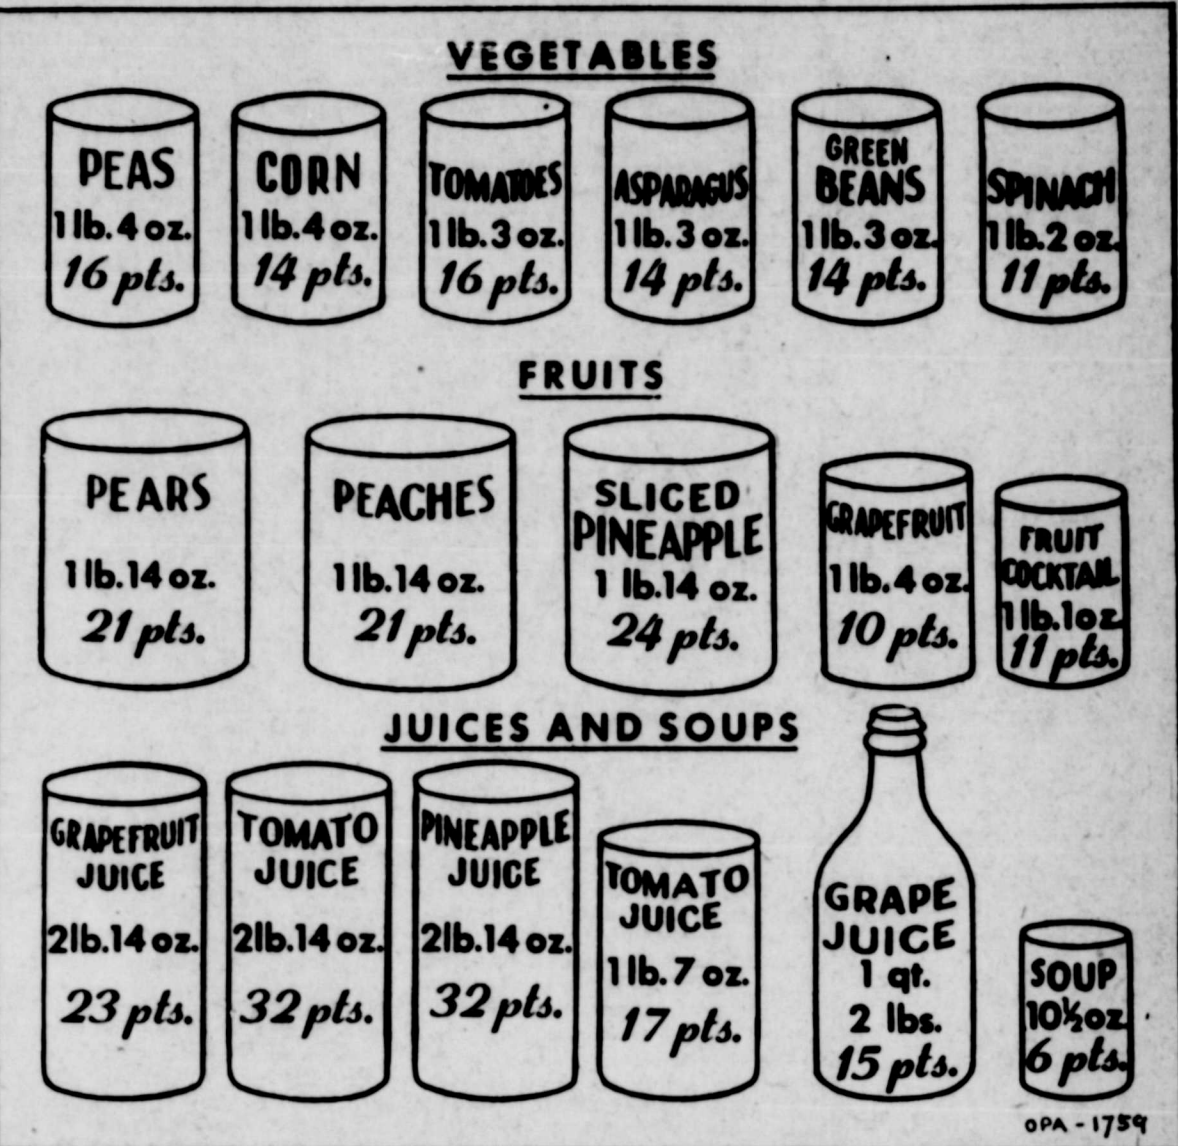 VEGETABLES
PEAS
1 lb. 4 oz.
16 pts.
CORN
1 lb. 4 oz.
14 pts.
TOMATOES
1 lb. 3 oz.
16 pts.
ASPARAGUS
1 lb. 3 oz.
14 pts.
GREEN
BEANS
1 lb. 3 oz.
14 pts.
SPINACH
1 lb. 2 oz.
11 pts.
FRUITS
PEARS
1 lb. 14 oz.
21 pts.
PEACHES
1 lb. 14 oz.
21 pts.
SLICED
PINEAPPLE
1 lb. 14 oz.
24 pts.
GRAPEFRUIT
1 lb. 4 oz.
10 pts.
FRUIT
COCKTAIL
1 lb. 1 oz.
11 pts.
JUICES AND SOUPS
GRAPEFRUIT
JUICE
2 lb. 14 oz.
23 pts.
TOMATO
JUICE
2 lb. 14 oz.
32 pts.
PINEAPPLE
JUICE
2 lb. 14 oz.
32 pts.
TOMATO
JUICE
1 lb. 7 oz.
17 pts.
GRAPE
JUICE
1 qt.
2 lbs.
15 pts.
SOUP
10½ oz
6 pts.
OPA - 1759